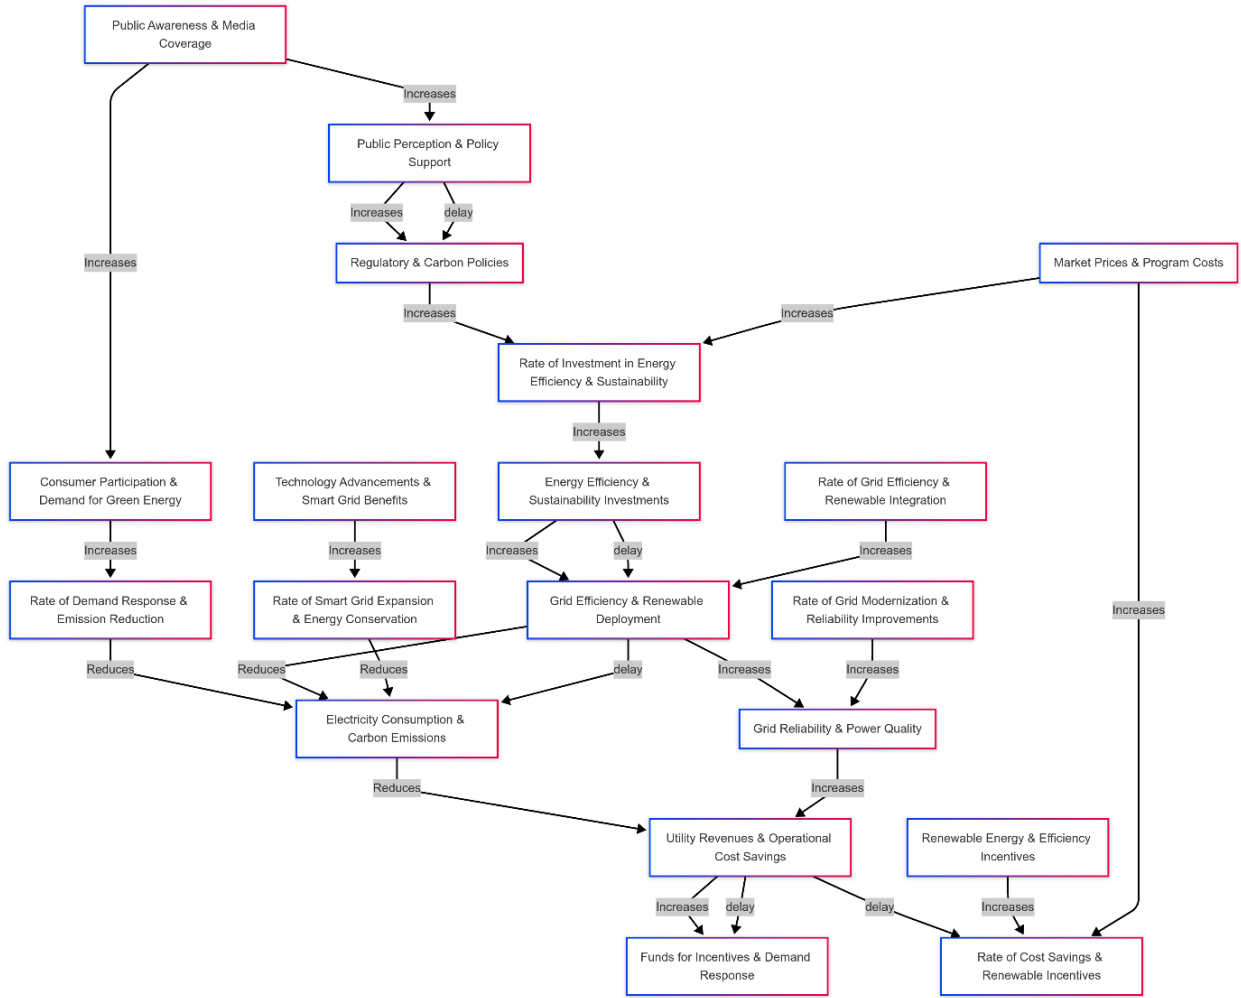 Public Awareness & Media
Coverage
Increases
Public Perception & Policy
Support
Increases
delay
Regulatory & Carbon Policies
Increases
Market Prices & Program Costs
Increases
Increases
Rate of Investment in Energy
Efficiency & Sustainability
Increases
Consumer Participation &
Demand for Green Energy
Technology Advancements &
Smart Grid Benefits
Energy Efficiency &
Sustainability Investments
Rate of Grid Efficiency &
Renewable Integration
Increases
Increases
Increases
delay
Increases
Rate of Demand Response &
Emission Reduction
Rate of Smart Grid Expansion
& Energy Conservation
Grid Efficiency & Renewable
Deployment
Rate of Grid Modernization &
Reliability Improvements
Increases
Reduces
Reduces
Reduces
delay
Increases
Increases
Electricity Consumption &
Carbon Emissions
Grid Reliability & Power Quality
Reduces
Increases
Utility Revenues & Operational
Cost Savings
Renewable Energy & Efficiency
Incentives
Increases
delay
delay
Increases
Funds for Incentives & Demand
Response
Rate of Cost Savings &
Renewable Incentives